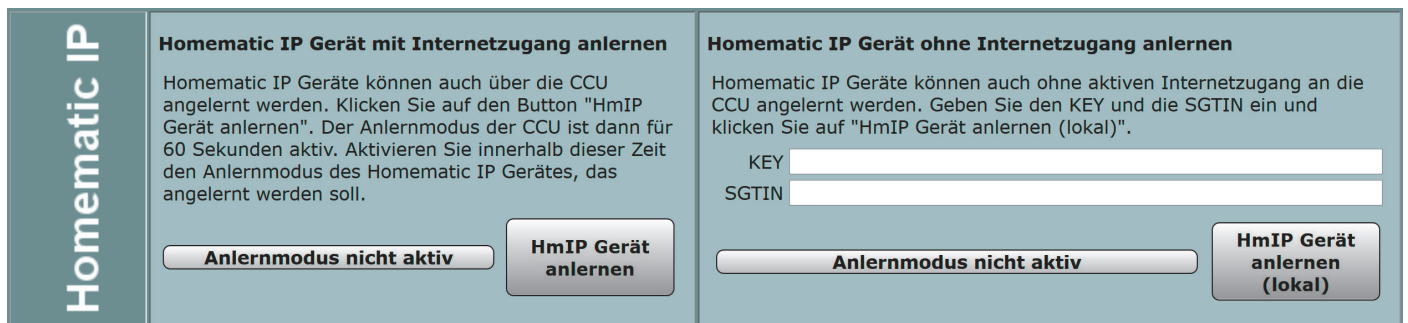 Homematic IP
Homematic IP Gerät mit Internetzugang anlernen
Homematic IP Geräte können auch über die CCU
angelernt werden. Klicken Sie auf den Button "HmIP
Gerät anlernen". Der Anlernmodus der CCU ist dann für
60 Sekunden aktiv. Aktivieren Sie innerhalb dieser Zeit
den Anlernmodus des Homematic IP Gerätes, das
angelernt werden soll.
Anlernmodus nicht aktiv
HmIP Gerät
anlernen
Homematic IP Gerät ohne Internetzugang anlernen
Homematic IP Geräte können auch ohne aktiven Internetzugang an die
CCU angelernt werden. Geben Sie den KEY und die SGTIN ein und
klicken Sie auf "HmIP Gerät anlernen (lokal)".
KEY
SGTIN
Anlernmodus nicht aktiv
HmIP Gerät
anlernen
(lokal)